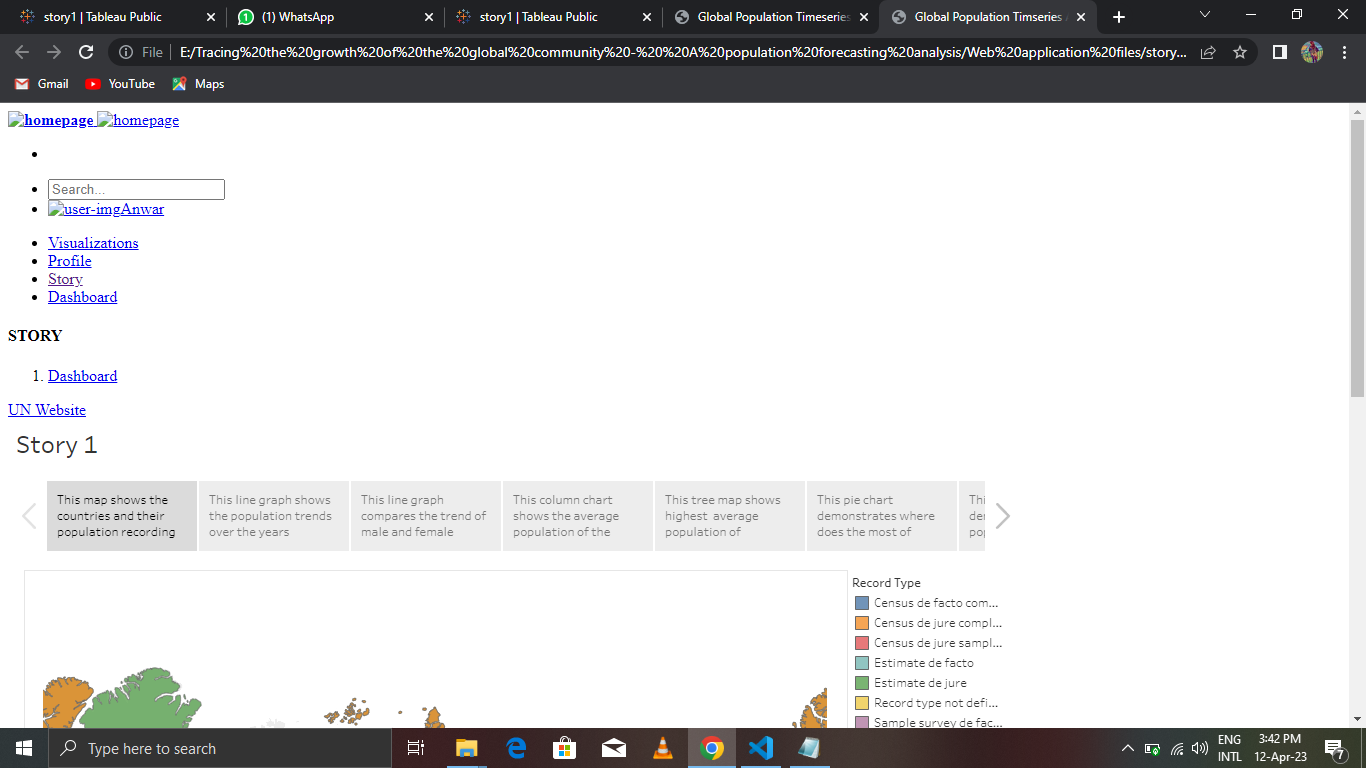 story1 | Tableau Public
(1) WhatsApp
story1 | Tableau Public
Global Population Timeseries
Global Population Timseries
File
E:/Tracing%20the%20growth%20of%20the%20global%20community%20-%20%20A%20population%20forecasting%20analysis/Web%20application%20files/story...
Gmail
YouTube
Maps
homepage homepage
Search...
user-imgAnwar
Visualizations
Profile
Story
Dashboard
STORY
1. Dashboard
UN Website
Story 1
This map shows the
countries and their
population recording
This line graph shows
the population trends
over the years
This line graph
compares the trend of
male and female
This column chart
shows the average
population of the
This tree map shows
highest average
population of
This pie chart
demonstrates where
does the most of
Record Type
Census de facto com...
Census de jure compl...
Census de jure sampl...
Estimate de facto
Estimate de jure
Record type not defi...
Sample survey de fac...
Type here to search
ENG
INTL
3:42 PM
12-Apr-23
7